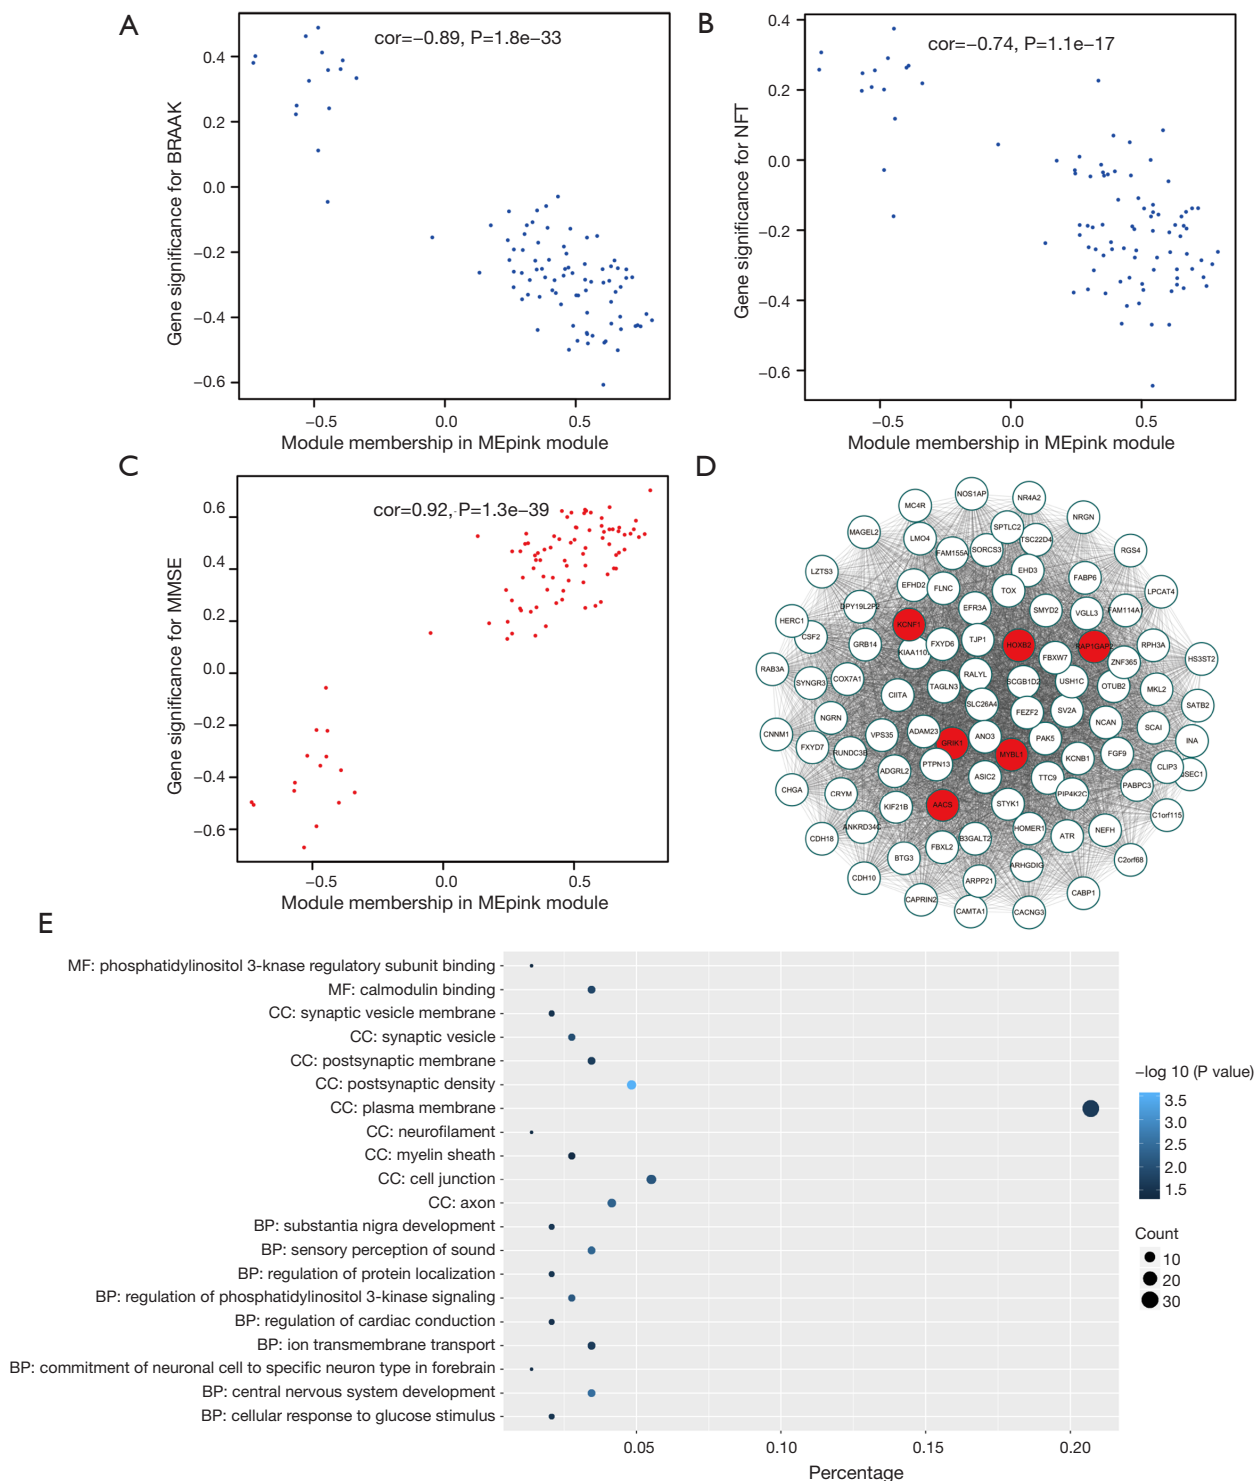 A
cor=−0.89, P=1.8e−33
Gene significance for BRAAK
0.4
0.2
0.0
−0.2
−0.4
−0.6
−0.5
0.0
0.5
Module membership in MEpink module
B
cor=−0.74, P=1.1e−17
Gene significance for NFT
0.4
0.2
0.0
−0.2
−0.4
−0.6
−0.5
0.0
0.5
Module membership in MEpink module
C
cor=0.92, P=1.3e−39
Gene significance for MMSE
0.6
0.4
0.2
0.0
−0.2
−0.4
−0.6
−0.5
0.0
0.5
Module membership in MEpink module
D
NOS1AP
NR4A2
MC4R
NRGN
MAGEL2
LMO4
SPTLC2
TSC22D4
FAM155A
SORCS3
RGS4
LZTS3
EFHD2
FLNC
EHD3
TOX
FABP6
LPCAT4
DPY19L2P2
EFR3A
SMYD2
VGLL3
FAM114A1
HERC1
CSF2
KCNF1
GRB14
KIAA1107
FXYD6
TJP1
HOXB2
FBXW7
RAP1GAP2
ZNF365
RPH3A
HS3ST2
RAB3A
SYNGR3
COX7A1
CIITA
TAGLN3
RALYL
SCGB1D2
USH1C
OTUB2
MKL2
SATB2
SLC26A4
FEZF2
SV2A
NCAN
SCAI
NGRN
CNNM1
FXYD7
RUNDC3B
VPS35
ADAM23
GRIK1
ANO3
MYBL1
PAK5
KCNB1
FGF9
CLIP3
INA
PTPN13
ADGRL2
ASIC2
TTC9
PIP4K2C
PABPC3
CHGA
CRYM
KIF21B
AACS
STYK1
C1orf115
CDH18
ANKRD34C
FBXL2
B3GALT2
HOMER1
ATR
NEFH
BTG3
ARHGDIG
C2orf68
CDH10
ARPP21
CAPRIN2
CAMTA1
CACNG3
CABP1
E
MF: phosphatidylinositol 3-knase regulatory subunit binding
MF: calmodulin binding
CC: synaptic vesicle membrane
CC: synaptic vesicle
CC: postsynaptic membrane
CC: postsynaptic density
CC: plasma membrane
CC: neurofilament
CC: myelin sheath
CC: cell junction
CC: axon
BP: substantia nigra development
BP: sensory perception of sound
BP: regulation of protein localization
BP: regulation of phosphatidylinositol 3-kinase signaling
BP: regulation of cardiac conduction
BP: ion transmembrane transport
BP: commitment of neuronal cell to specific neuron type in forebrain
BP: central nervous system development
BP: cellular response to glucose stimulus
0.05
0.10
0.15
0.20
Percentage
−log 10 (P value)
3.5
3.0
2.5
2.0
1.5
Count
10
20
30